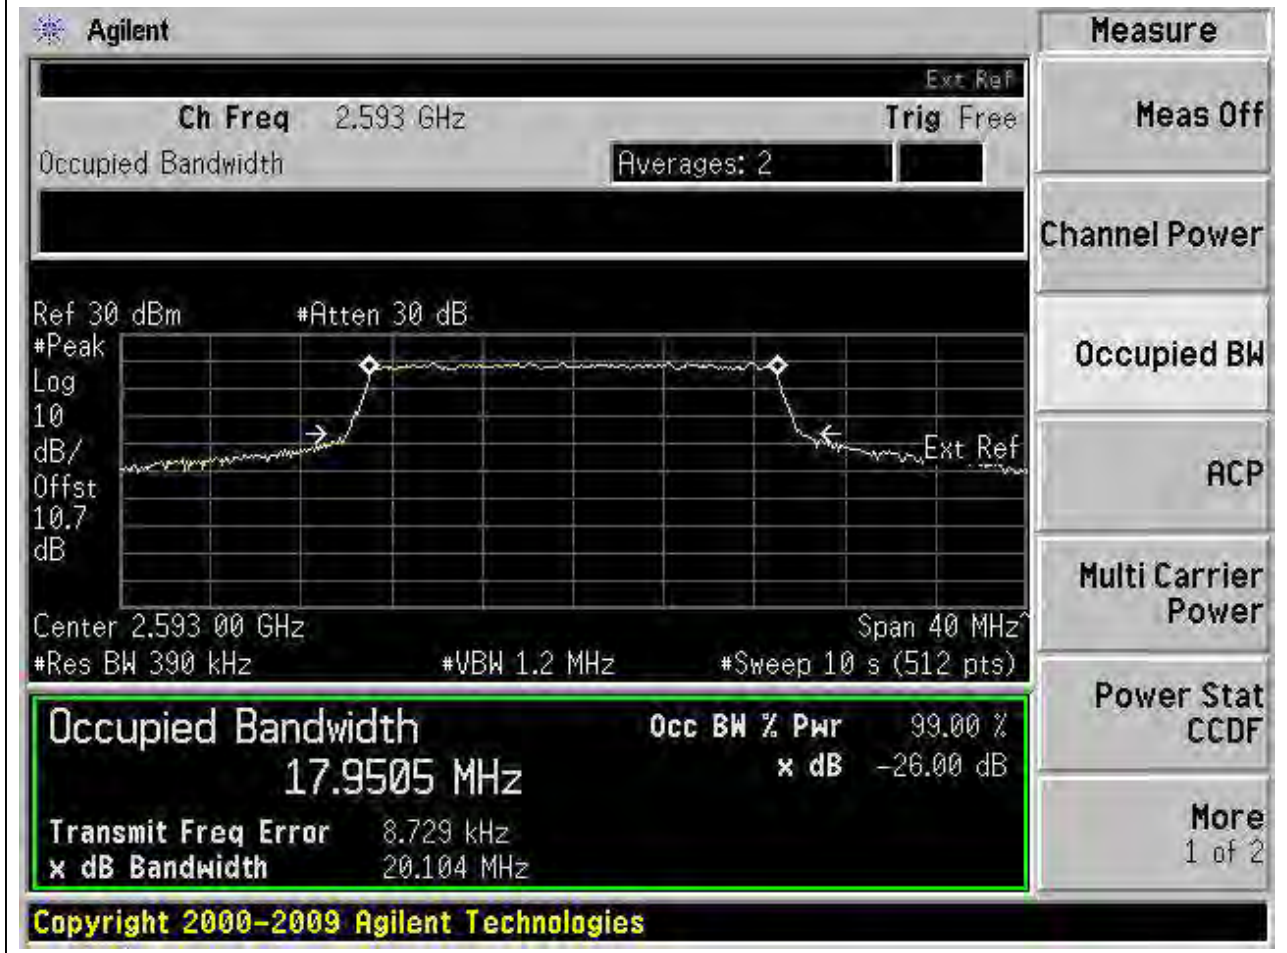 Agilent
Measure
Ext Ref
Ch Freq 2.593 GHz Trig Free
Meas Off
Occupied Bandwidth Averages: 2
Channel Power
Ref 30 dBm #Atten 30 dB
#Peak
Log
10
dB/
Offst
10.7
dB
Ext Ref
Occupied BW
ACP
Center 2.593 00 GHz Span 40 MHz^
#Res BW 390 kHz #VBW 1.2 MHz #Sweep 10 s (512 pts)
Multi Carrier
Power
Occupied Bandwidth Occ BW % Pwr 99.00 %
17.9505 MHz x dB -26.00 dB
Power Stat
CCDF
Transmit Freq Error 8.729 kHz
x dB Bandwidth 20.104 MHz
More
1 of 2
Copyright 2000-2009 Agilent Technologies